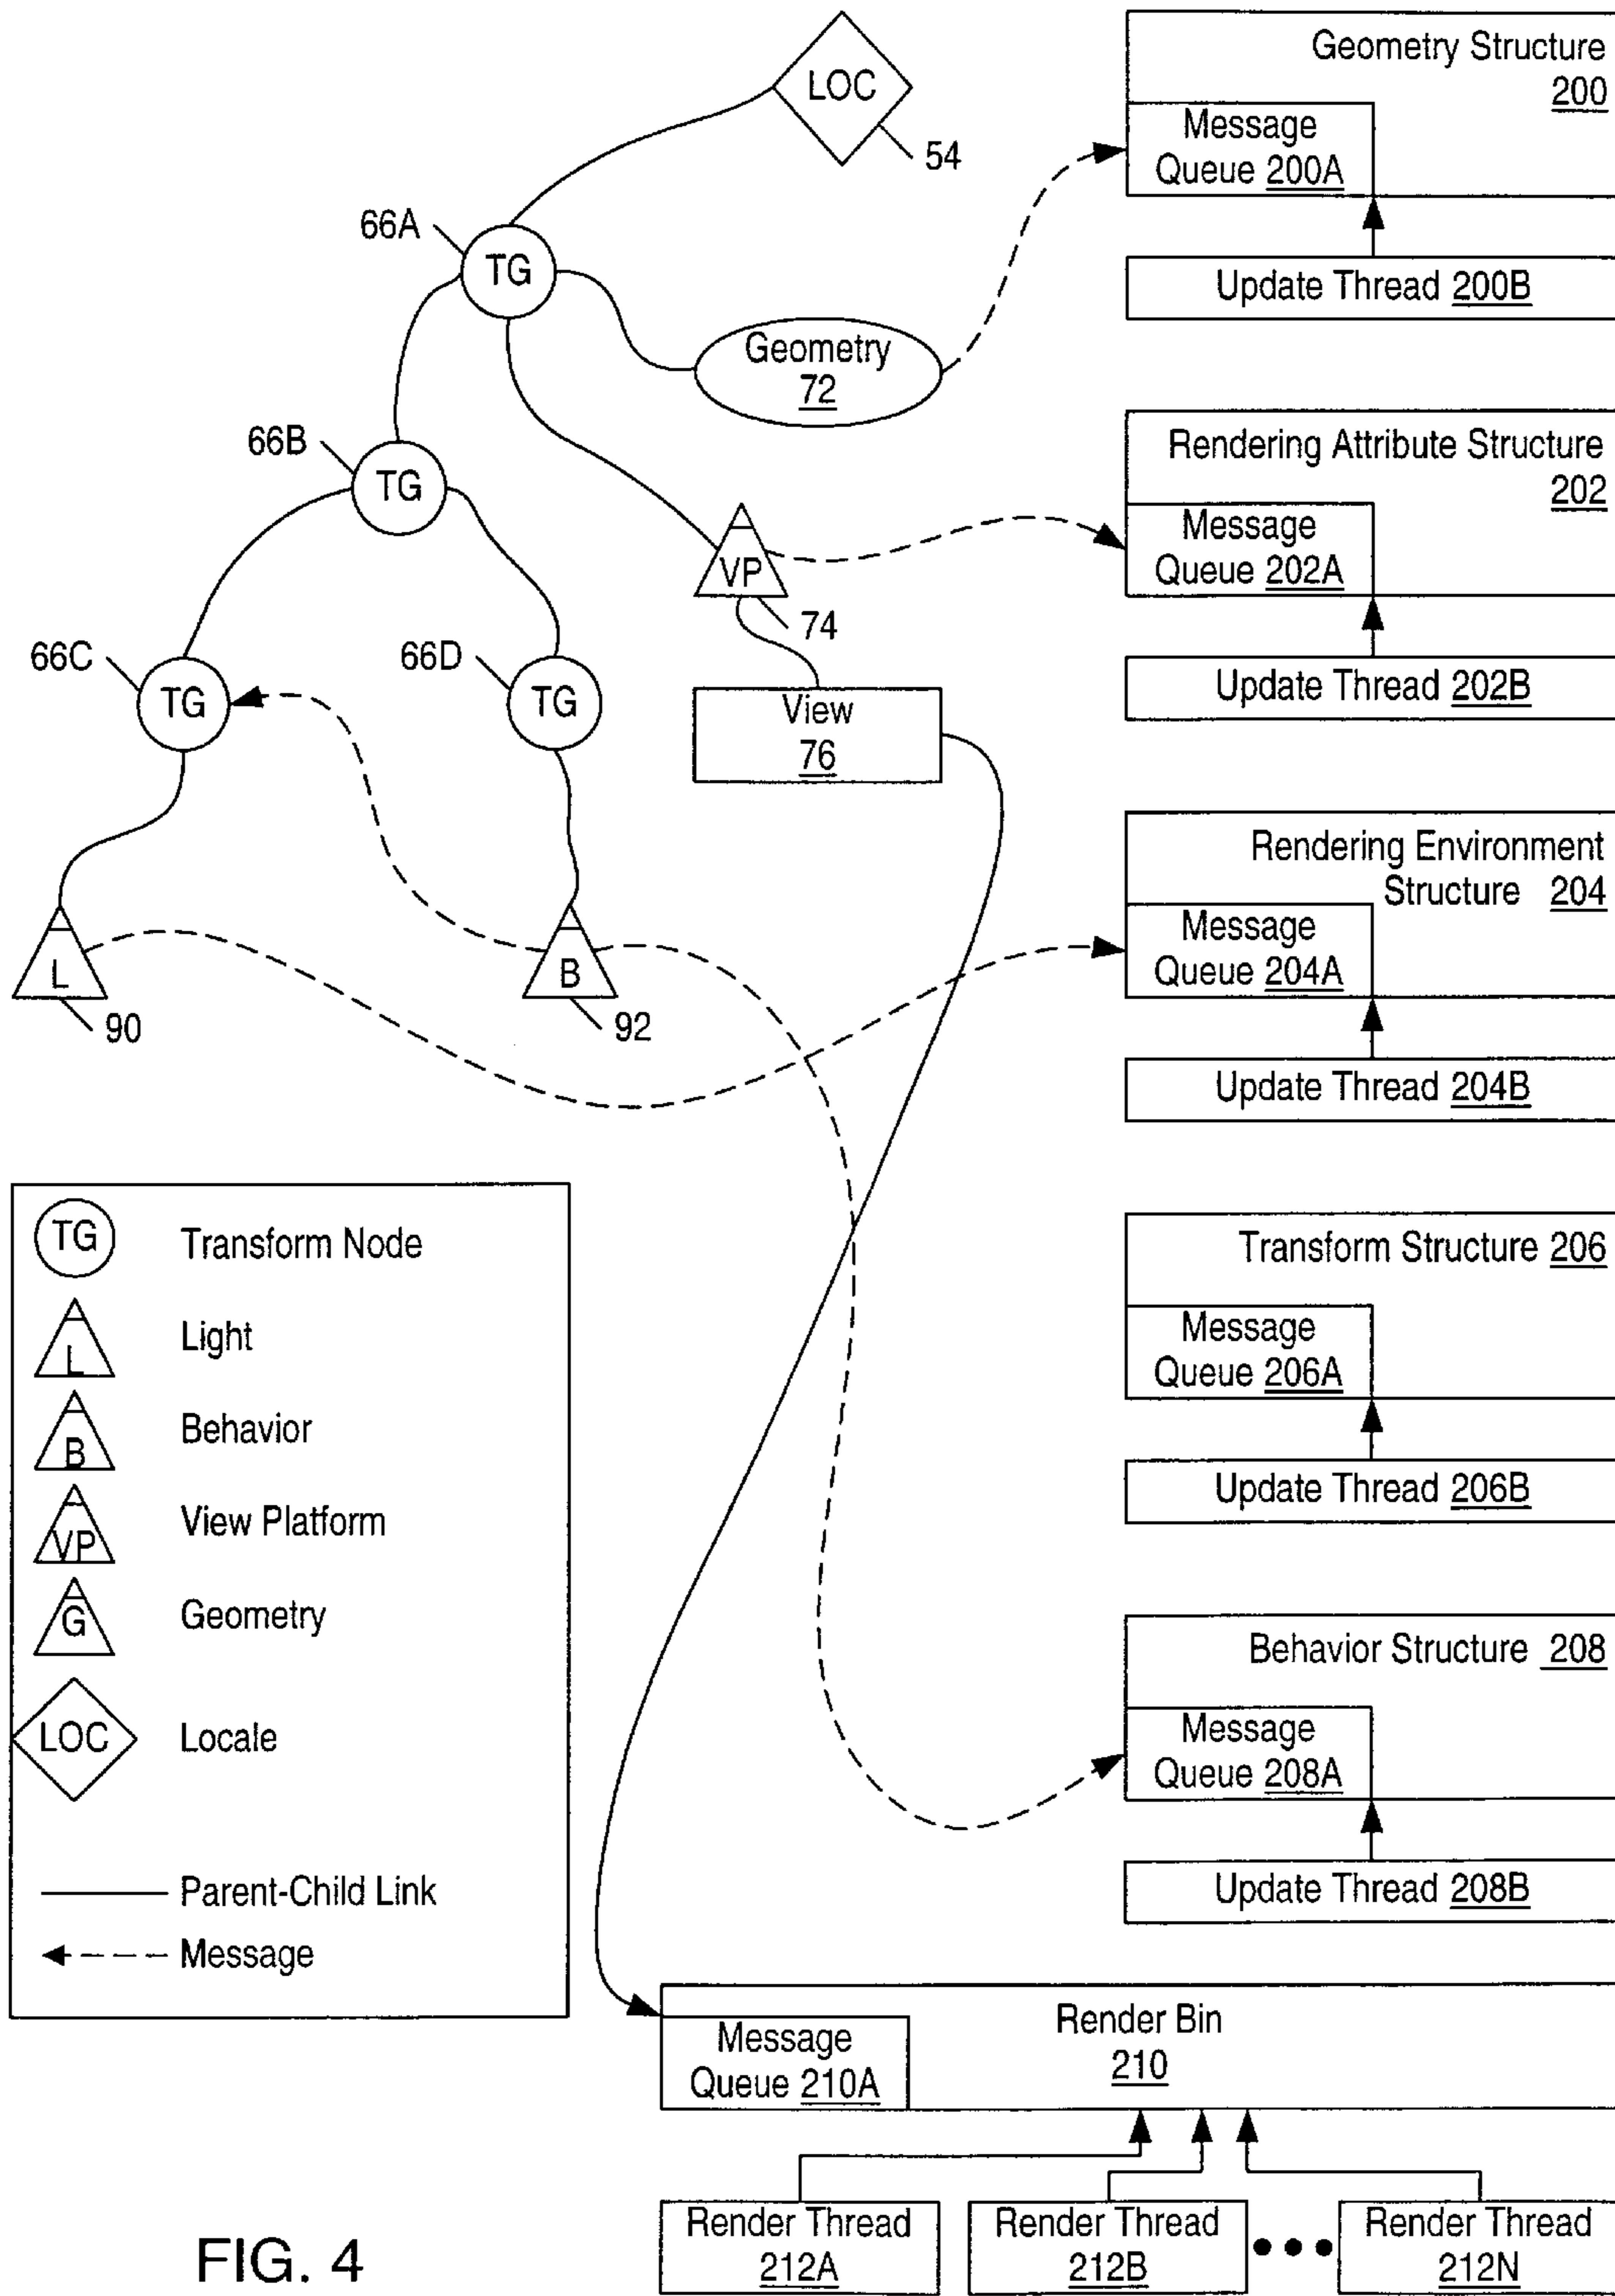 LOC
54
66A
TG
Geometry
72
66B
TG
VP
74
66C
TG
66D
TG
View
76
L
90
B
92
Geometry Structure
200
Message
Queue 200A
Update Thread 200B
Rendering Attribute Structure
202
Message
Queue 202A
Update Thread 202B
Rendering Environment
Structure 204
Message
Queue 204A
Update Thread 204B
Transform Structure 206
Message
Queue 206A
Update Thread 206B
Behavior Structure 208
Message
Queue 208A
Update Thread 208B
TG Transform Node
L Light
B Behavior
VP View Platform
G Geometry
LOC Locale
Parent-Child Link
Message
Render Bin
210
Message
Queue 210A
Render Thread
212A
Render Thread
212B
Render Thread
212N
FIG. 4